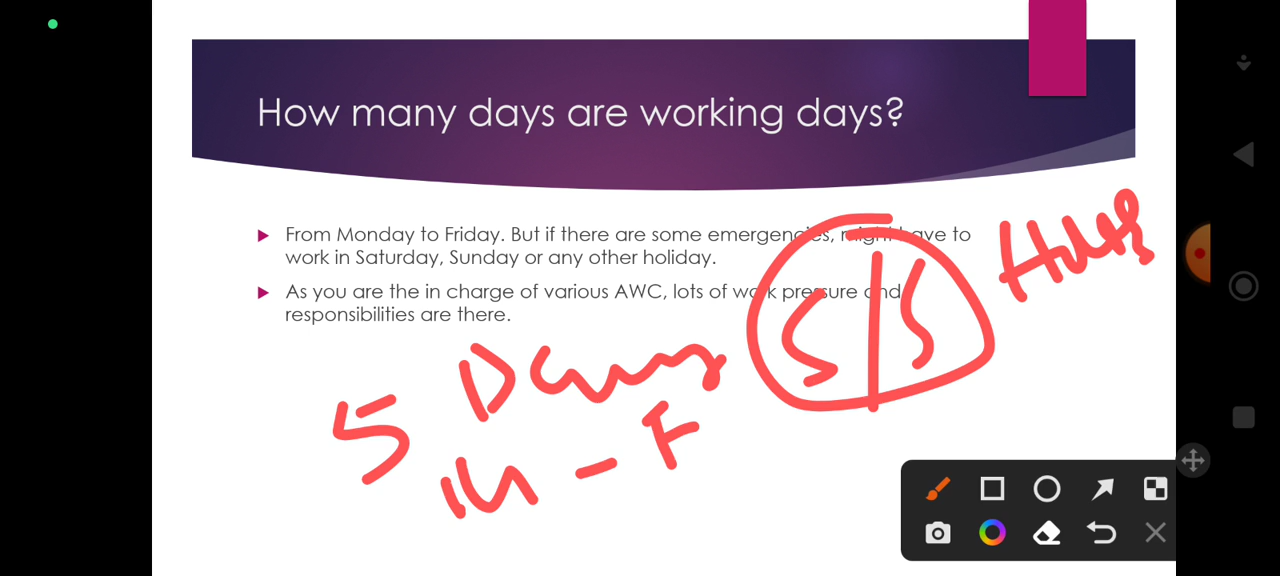 How many days are working days?
From Monday to Friday. But if there are some emergencies, might have to
work in Saturday, Sunday or any other holiday.
As you are the in charge of various AWC, lots of work pressure and
responsibilities are there.
S/S
5 Days
M - F